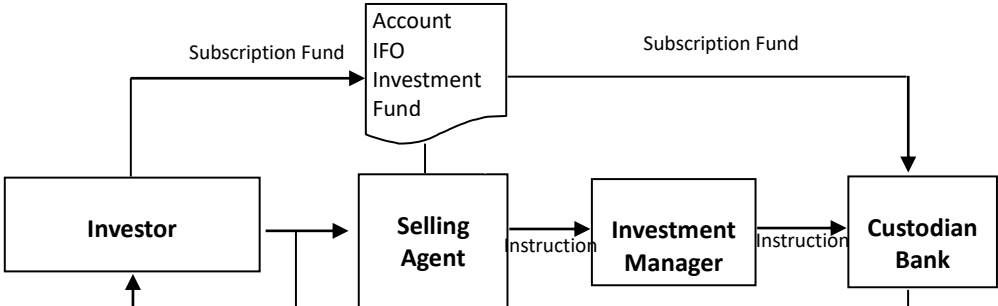 Account
IFO
Investment
Fund
Subscription Fund
Subscription Fund
Investor
Selling
Agent
Instruction
Investment
Manager
Instruction
Custodian
Bank